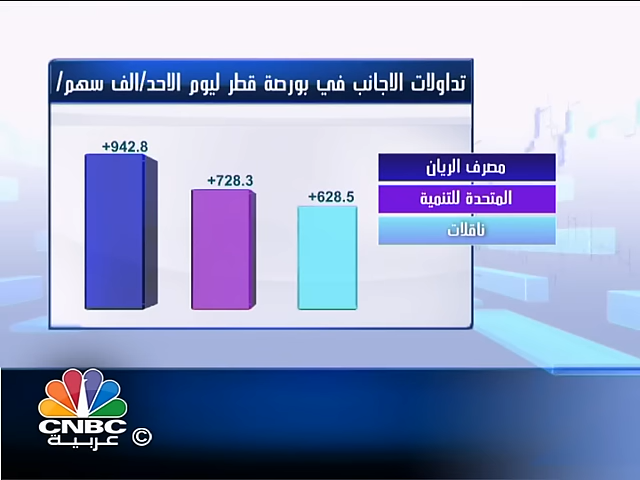 تداولات الاجانب في بورصة قطر ليوم الاحد/الف سهم/
+942.8
+728.3
+628.5
مصرف الريان
المتحدة للتنمية
ناقلات
CNBC
عربية ©